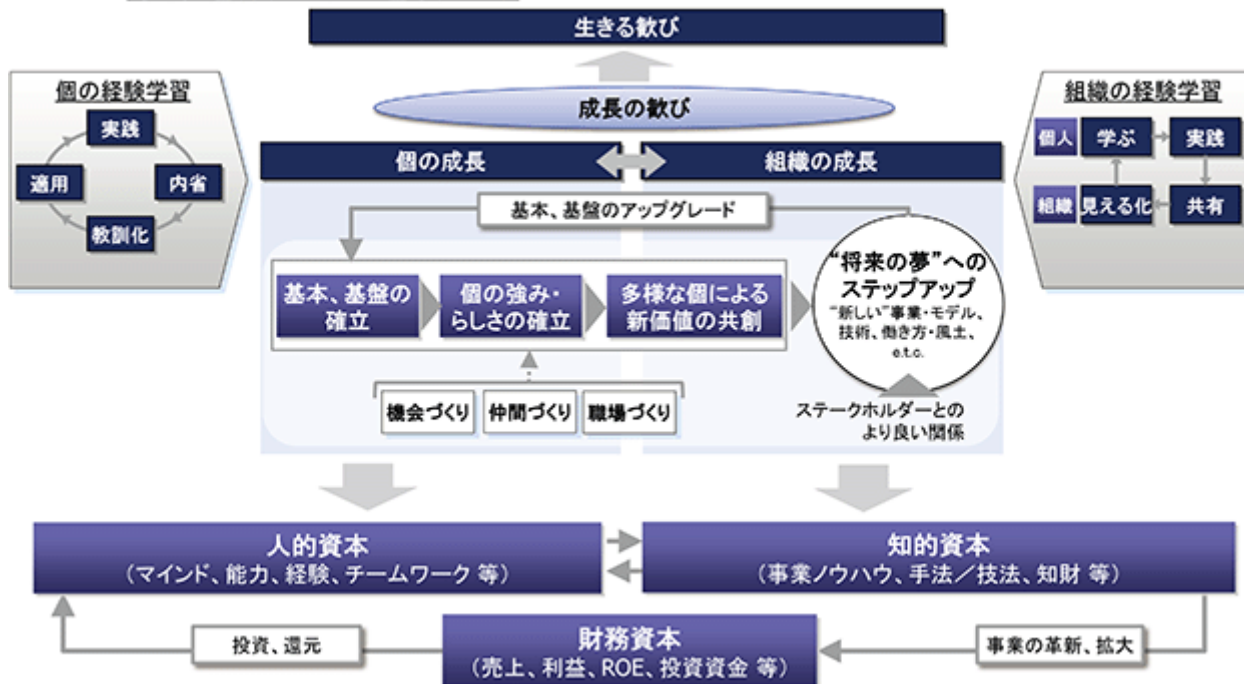 生きる歓び
成長の歓び
個の経験学習
実践
適用
内省
教訓化
組織の経験学習
個人
学ぶ
実践
組織
見える化
共有
個の成長
組織の成長
基本、基盤のアップグレード
基本、基盤の
確立
個の強み・
らしさの確立
多様な個による
新価値の共創
“将来の夢”への
ステップアップ
“新しい”事業・モデル、
技術、働き方・風土、
e.t.c.
機会づくり
仲間づくり
職場づくり
ステークホルダーとの
より良い関係
人的資本
（マインド、能力、経験、チームワーク 等）
知的資本
（事業ノウハウ、手法／技法、知財 等）
投資、還元
財務資本
（売上、利益、ROE、投資資金 等）
事業の革新、拡大